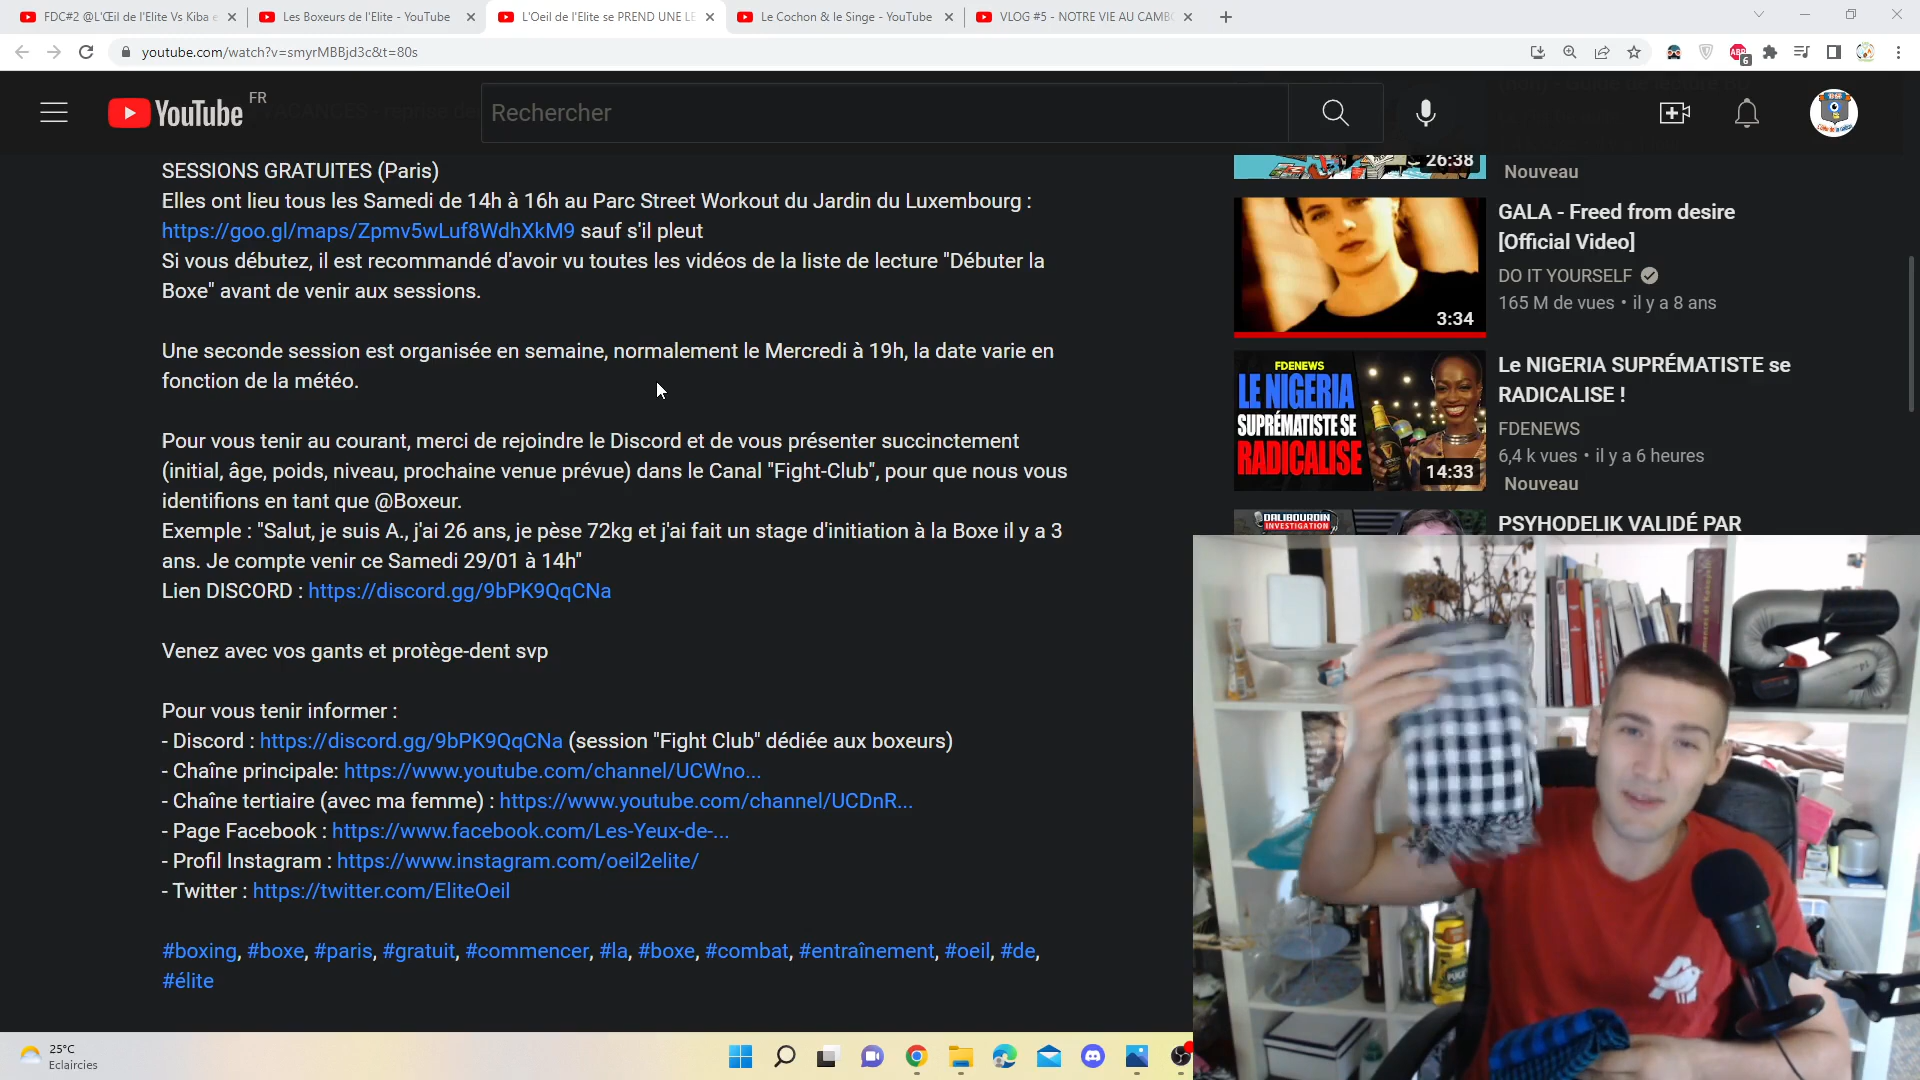 FDC#2 @L'Œil de l'Elite Vs Kiba e
Les Boxeurs de l'Elite - YouTube
L'Oeil de l'Elite se PREND UNE LE
Le Cochon & le Singe - YouTube
VLOG #5 - NOTRE VIE AU CAMBO
youtube.com/watch?v=smyrMBBjd3c&t=80s
ABP
6
YouTube FR
Rechercher
SESSIONS GRATUITES (Paris)
Elles ont lieu tous les Samedi de 14h à 16h au Parc Street Workout du Jardin du Luxembourg :
https://goo.gl/maps/Zpmv5wLuf8WdhXkM9 sauf s'il pleut
Si vous débutez, il est recommandé d'avoir vu toutes les vidéos de la liste de lecture "Débuter la
Boxe" avant de venir aux sessions.
Une seconde session est organisée en semaine, normalement le Mercredi à 19h, la date varie en
fonction de la météo.
Pour vous tenir au courant, merci de rejoindre le Discord et de vous présenter succinctement
(initial, âge, poids, niveau, prochaine venue prévue) dans le Canal "Fight-Club", pour que nous vous
identifions en tant que @Boxeur.
Exemple : "Salut, je suis A., j'ai 26 ans, je pèse 72kg et j'ai fait un stage d'initiation à la Boxe il y a 3
ans. Je compte venir ce Samedi 29/01 à 14h"
Lien DISCORD : https://discord.gg/9bPK9QqCNa
Venez avec vos gants et protège-dent svp
Pour vous tenir informer :
- Discord : https://discord.gg/9bPK9QqCNa (session "Fight Club" dédiée aux boxeurs)
- Chaîne principale: https://www.youtube.com/channel/UCWno...
- Chaîne tertiaire (avec ma femme) : https://www.youtube.com/channel/UCDnR...
- Page Facebook : https://www.facebook.com/Les-Yeux-de-...
- Profil Instagram : https://www.instagram.com/oeil2elite/
- Twitter : https://twitter.com/EliteOeil
#boxing, #boxe, #paris, #gratuit, #commencer, #la, #boxe, #combat, #entraînement, #oeil, #de,
#élite
26:38
Nouveau
3:34
GALA - Freed from desire
[Official Video]
DO IT YOURSELF
165 M de vues • il y a 8 ans
FDENEWS
LE NIGERIA
SUPRÉMATISTE SE
RADICALISE
14:33
Le NIGERIA SUPRÉMATISTE se
RADICALISE !
FDENEWS
6,4 k vues • il y a 6 heures
Nouveau
DALIBOURDIN
INVESTIGATION
PSYHODELIK VALIDÉ PAR
25°C
Eclaircies